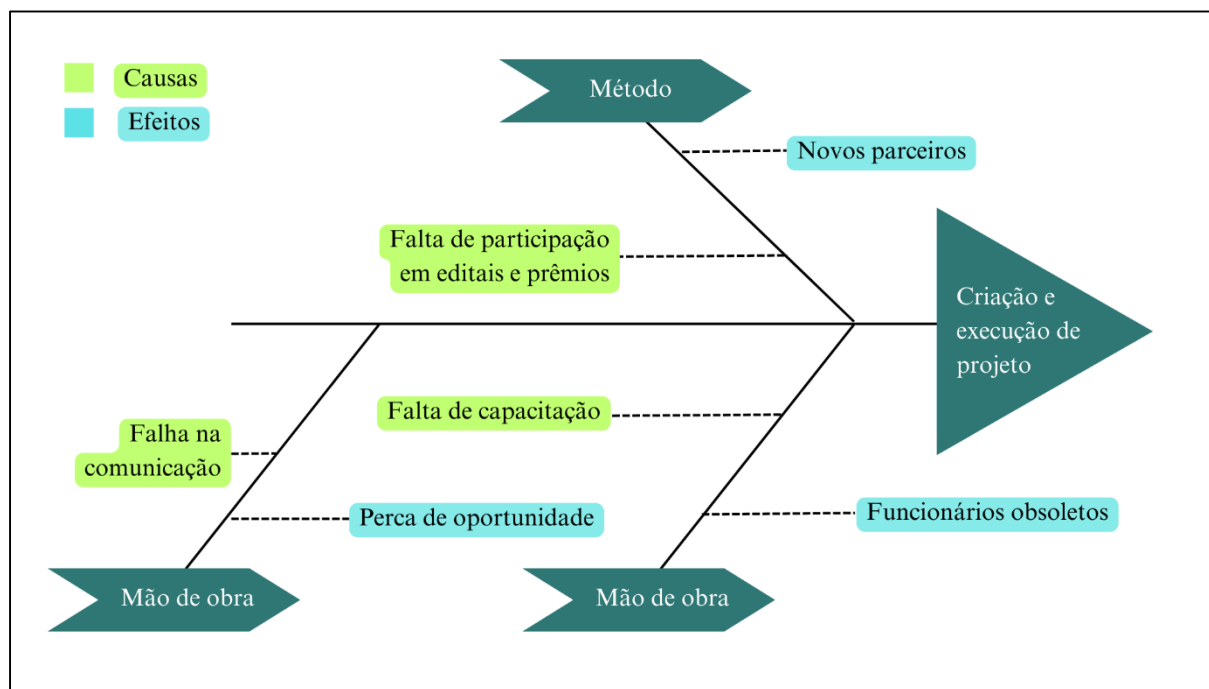 Causas
Efeitos
Método
Novos parceiros
Falta de participação
em editais e prêmios
Criação e
execução de
projeto
Falta de capacitação
Falha na
comunicação
Perca de oportunidade
Funcionários obsoletos
Mão de obra
Mão de obra